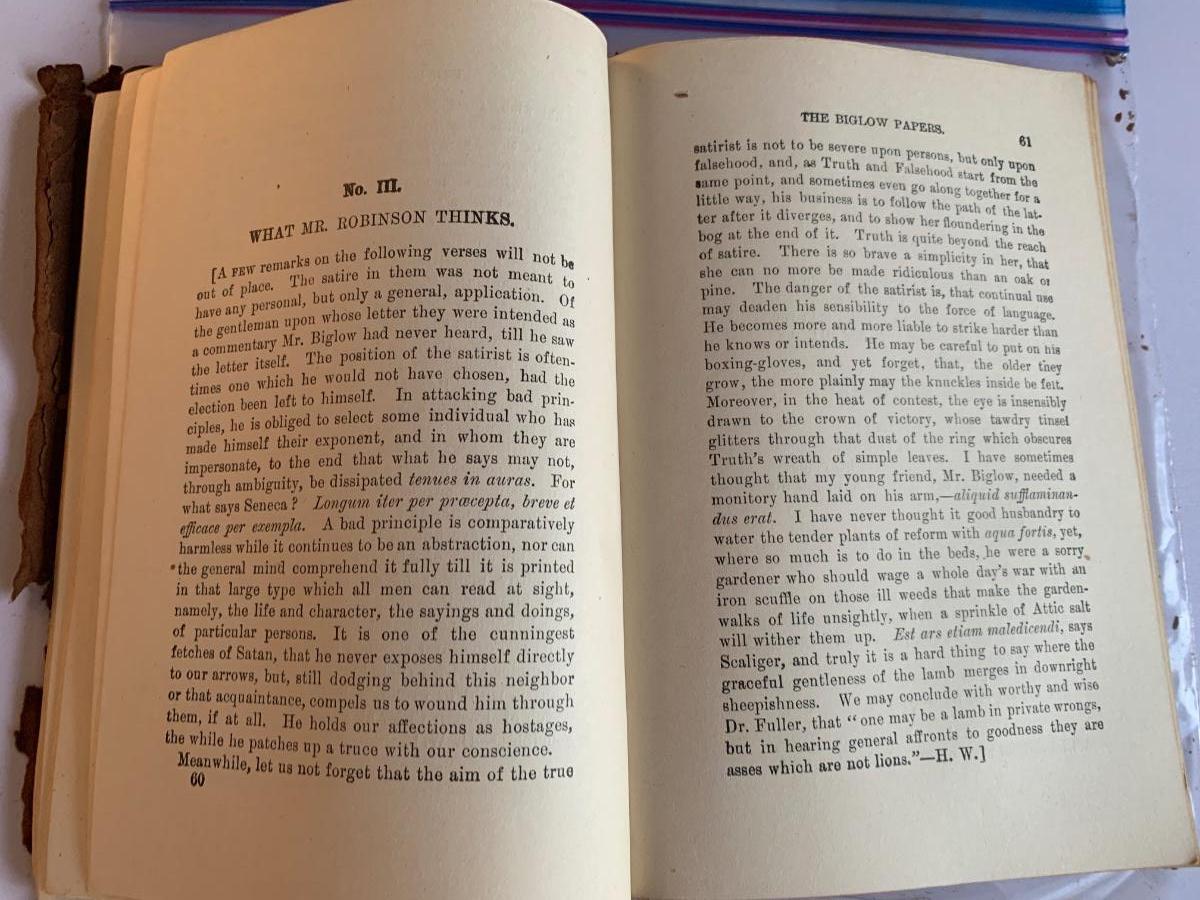 No. III.
WHAT MR. ROBINSON THINKS.
[A FEW remarks on the following verses will not be
out of place. The satire in them was not meant to
have any personal, but only a general, application. Of
the gentleman upon whose letter they were intended as
a commentary Mr. Biglow had never heard, till he saw
the letter itself. The position of the satirist is often-
times one which he would not have chosen, had the
election been left to himself. In attacking bad prin-
ciples, he is obliged to select some individual who has
made himself their exponent, and in whom they are
impersonate, to the end that what he says may not,
through ambiguity, be dissipated tenues in auras. For
what says Seneca? Longum iter per præcepta, breve et
efficace per exempla. A bad principle is comparatively
harmless while it continues to be an abstraction, nor can
the general mind comprehend it fully till it is printed
in that large type which all men can read at sight,
namely, the life and character, the sayings and doings,
of particular persons. It is one of the cunningest
fetches of Satan, that he never exposes himself directly
to our arrows, but, still dodging behind this neighbor
or that acquaintance, compels us to wound him through
them, if at all. He holds our affections as hostages,
the while he patches up a truce with our conscience.
Meanwhile, let us not forget that the aim of the true
60
THE BIGLOW PAPERS. 61
satirist is not to be severe upon persons, but only upon
falsehood, and, as Truth and Falsehood start from the
same point, and sometimes even go along together for a
little way, his business is to follow the path of the lat-
ter after it diverges, and to show her floundering in the
bog at the end of it. Truth is quite beyond the reach
of satire. There is so brave a simplicity in her, that
she can no more be made ridiculous than an oak or
pine. The danger of the satirist is, that continual use
may deaden his sensibility to the force of language.
He becomes more and more liable to strike harder than
he knows or intends. He may be careful to put on his
boxing-gloves, and yet forget, that, the older they
grow, the more plainly may the knuckles inside be felt.
Moreover, in the heat of contest, the eye is insensibly
drawn to the crown of victory, whose tawdry tinsel
glitters through that dust of the ring which obscures
Truth's wreath of simple leaves. I have sometimes
thought that my young friend, Mr. Biglow, needed a
monitory hand laid on his arm,—aliquid sufflaminan-
dus erat. I have never thought it good husbandry to
water the tender plants of reform with aqua fortis, yet,
where so much is to do in the beds, he were a sorry
gardener who should wage a whole day's war with an
iron scuffle on those ill weeds that make the garden-
walks of life unsightly, when a sprinkle of Attic salt
will wither them up. Est ars etiam maledicendi, says
Scaliger, and truly it is a hard thing to say where the
graceful gentleness of the lamb merges in downright
sheepishness. We may conclude with worthy and wise
Dr. Fuller, that "one may be a lamb in private wrongs,
but in hearing general affronts to goodness they are
asses which are not lions."—H. W.]